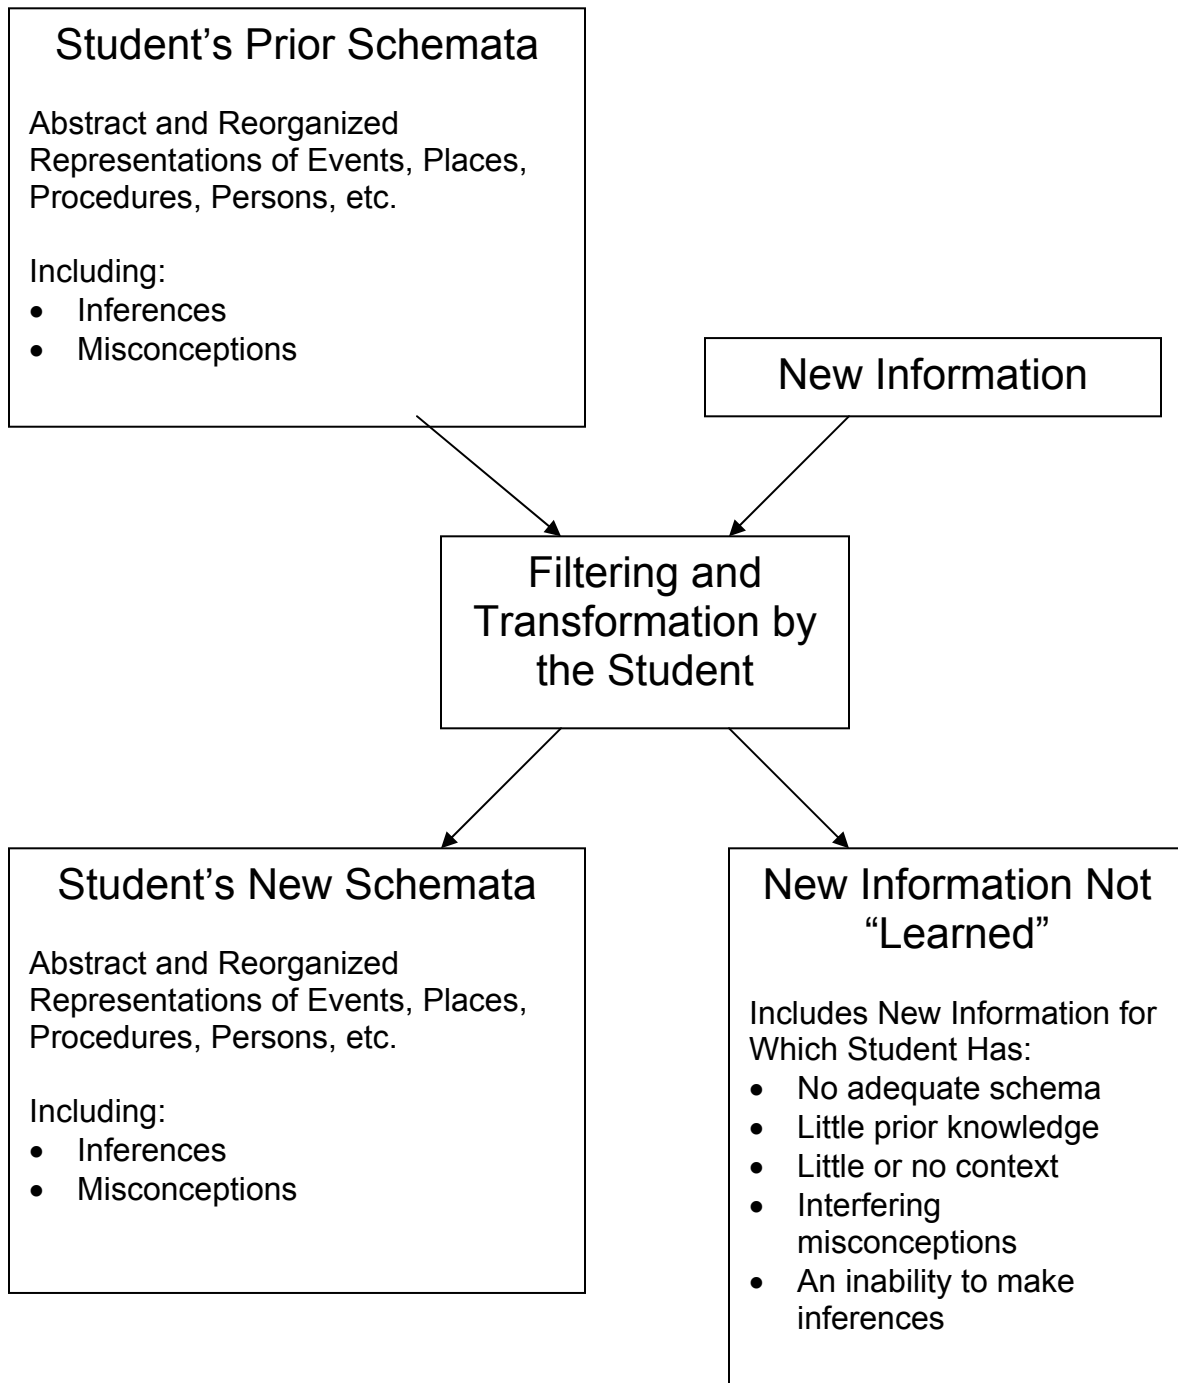 Student’s Prior Schemata
Abstract and Reorganized
Representations of Events, Places,
Procedures, Persons, etc.
Including:
• Inferences
• Misconceptions
New Information
Filtering and
Transformation by
the Student
Student’s New Schemata
Abstract and Reorganized
Representations of Events, Places,
Procedures, Persons, etc.
Including:
• Inferences
• Misconceptions
New Information Not
“Learned”
Includes New Information for
Which Student Has:
• No adequate schema
• Little prior knowledge
• Little or no context
• Interfering
misconceptions
• An inability to make
inferences